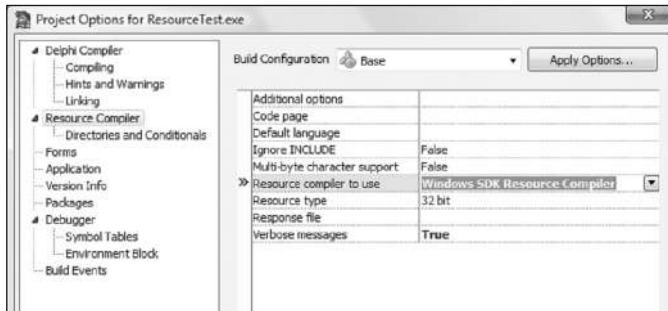 Project Options for ResourceTest.exe
Delphi Compiler
Compiling
Hints and Warnings
Linking
Resource Compiler
Directories and Conditionals
Forms
Application
Version Info
Packages
Debugger
Symbol Tables
Environment Block
Build Events
Build Configuration Base Apply Options...
Additional options
Code page
Default language
Ignore INCLUDE False
Multi-byte character support False
Resource compiler to use Windows SDK Resource Compiler
Resource type 32 bit
Response file
Verbose messages True